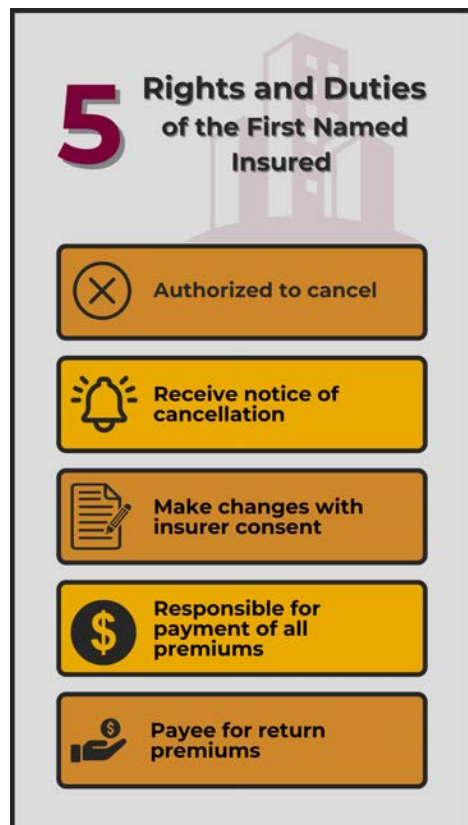 5
Rights and Duties
of the First Named
Insured
Authorized to cancel
Receive notice of
cancellation
Make changes with
insurer consent
$
Responsible for
payment of all
premiums
$
Payee for return
premiums